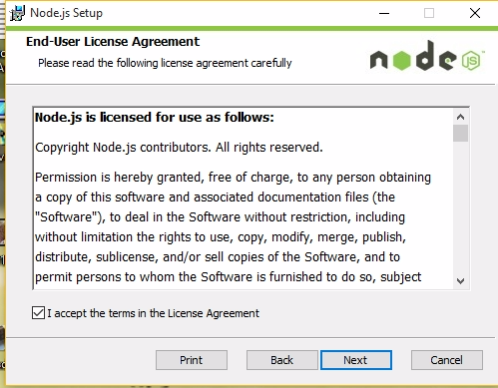 Node.js Setup
End-User License Agreement
Please read the following license agreement carefully
node
JS
Node.js is licensed for use as follows:
Copyright Node.js contributors. All rights reserved.
Permission is hereby granted, free of charge, to any person obtaining
a copy of this software and associated documentation files (the
"Software"), to deal in the Software without restriction, including
without limitation the rights to use, copy, modify, merge, publish,
distribute, sublicense, and/or sell copies of the Software, and to
permit persons to whom the Software is furnished to do so, subject
I accept the terms in the License Agreement
Print Back Next Cancel